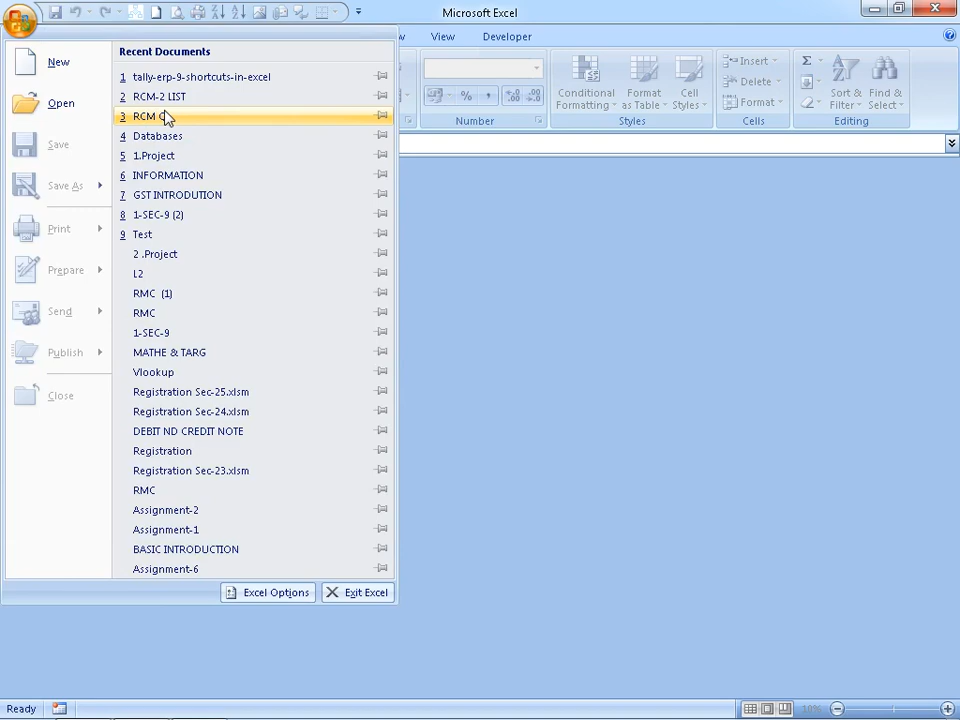 Microsoft Excel
View Developer
Recent Documents
New
1 tally-erp-9-shortcuts-in-excel
2 RCM-2 LIST
Open
3 RCM
4 Databases
Save
1.Project
5
6 INFORMATION
Save As
7 GST INTRODUTION
8 1-SEC-9 (2)
Print
9 Test
2 .Project
Prepare
L2
RMC (1)
Send
RMC
1-SEC-9
Publish
MATHE & TARG
Vlookup
Close
Registration Sec-25.xlsm
Registration Sec-24.xlsm
DEBIT ND CREDIT NOTE
Registration
Registration Sec-23.xlsm
RMC
Assignment-2
Assignment-1
BASIC INTRODUCTION
Assignment-6
Excel Options Exit Excel
Conditional Formatting
Format as Table
Cell Styles
Insert
Delete
Format
Sort & Filter
Find & Select
Number Styles Cells Editing
Ready